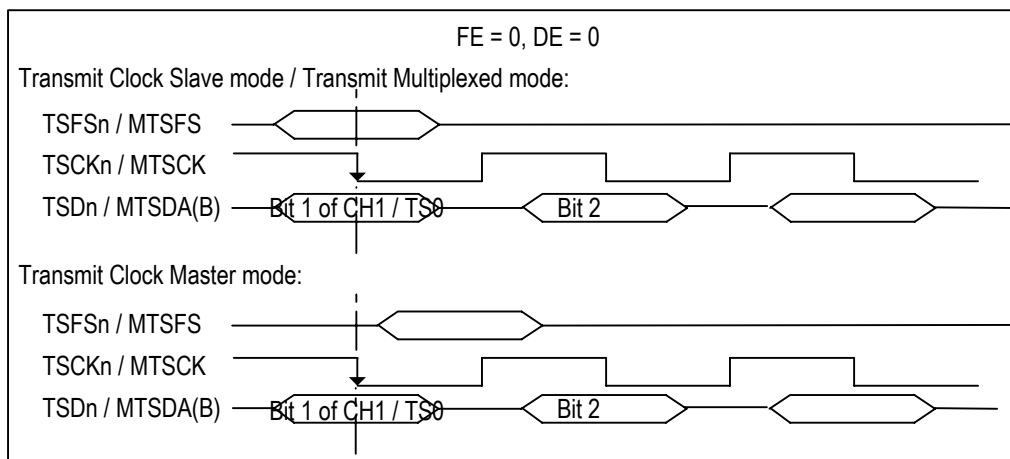 FE = 0, DE = 0
Transmit Clock Slave mode / Transmit Multiplexed mode:
TSFSn / MTSFS
TSCKn / MTSCK
TSDn / MTSDA(B) Bit 1 of CH1 / TS0 Bit 2
Transmit Clock Master mode:
TSFSn / MTSFS
TSCKn / MTSCK
TSDn / MTSDA(B) Bit 1 of CH1 / TS0 Bit 2